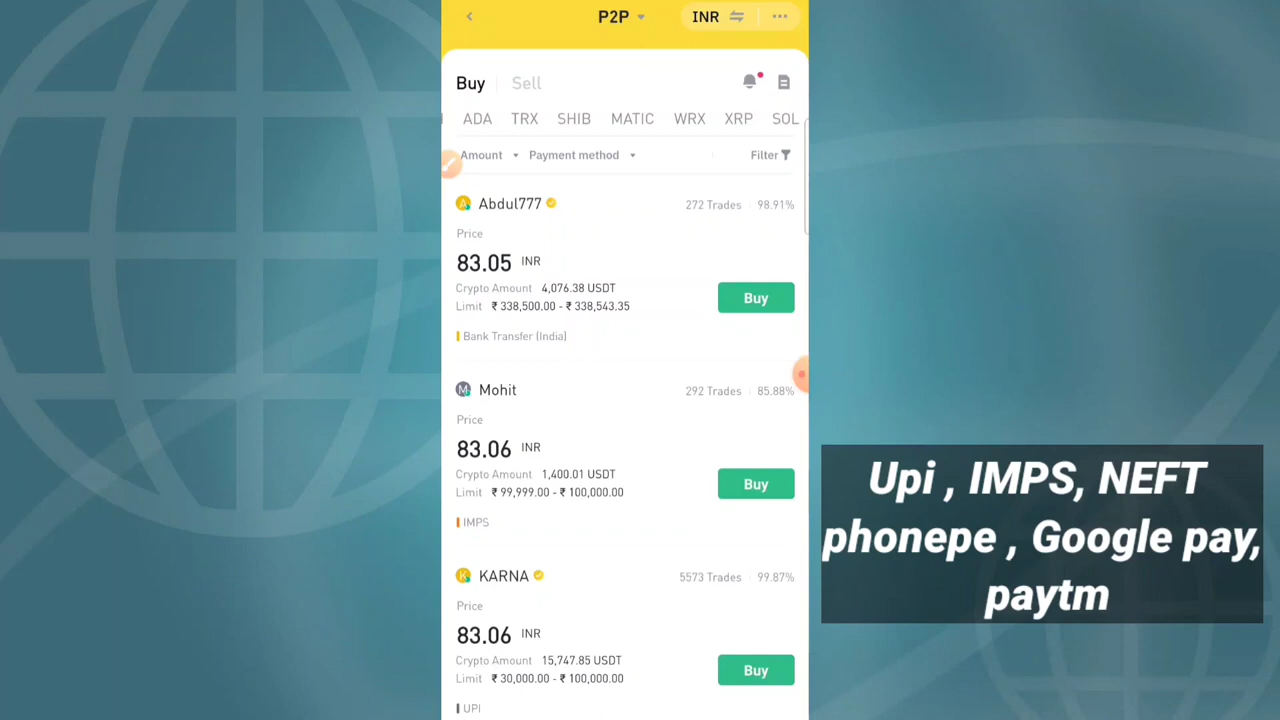 P2P INR
Buy Sell
ADA TRX SHIB MATIC WRX XRP SOL
Amount Payment method Filter
Abdul777 272 Trades 98.91%
Price
83.05 INR
Crypto Amount 4,076.38 USDT
Buy
Limit ₹ 338,500.00 - ₹ 338,543.35
Bank Transfer (India)
M Mohit 292 Trades 85.88%
Price
83.06 INR
Crypto Amount 1,400.01 USDT
Buy
Limit ₹ 99,999.00 - ₹ 100,000.00
IMPS
K KARNA 5573 Trades 99.87%
Price
83.06 INR
Crypto Amount 15,747.85 USDT
Buy
Limit ₹ 30,000.00 - ₹ 100,000.00
UPI
Upi , IMPS, NEFT
phonepe , Google pay,
paytm